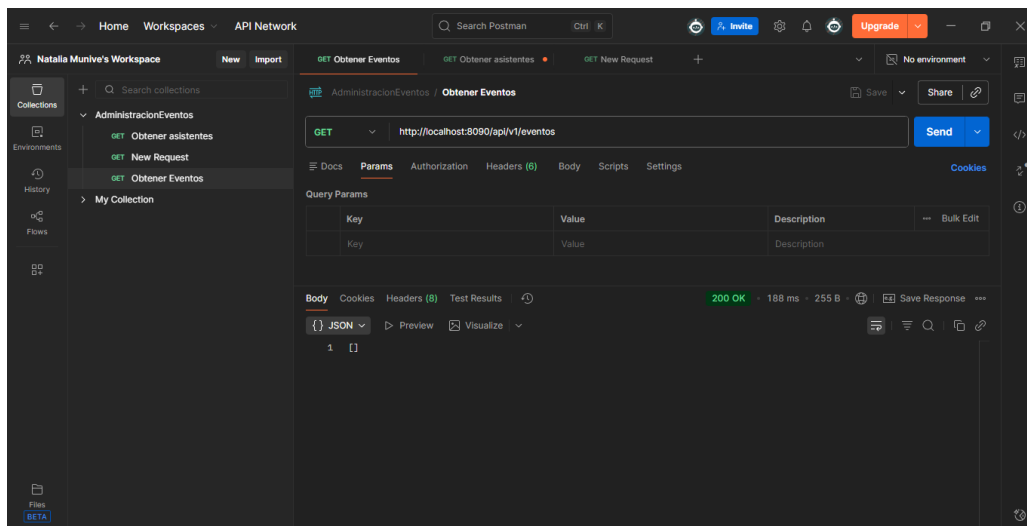 Home Workspaces API Network Search Postman Ctrl K Invite Upgrade
Natalia Munive's Workspace New Import GET Obtener Eventos GET Obtener asistentes GET New Request No environment
Collections
Environments
History
Flows
Files
BETA
Search collections
AdministracionEventos
GET Obtener asistentes
GET New Request
GET Obtener Eventos
My Collection
HTTP AdministracionEventos / Obtener Eventos Save Share
GET http://localhost:8090/api/v1/eventos Send
Docs Params Authorization Headers (6) Body Scripts Settings Cookies
Query Params
Key Value Description Bulk Edit
Key Value Description
Body Cookies Headers (8) Test Results 200 OK 188 ms 255 B Save Response
{} JSON Preview Visualize
1 []